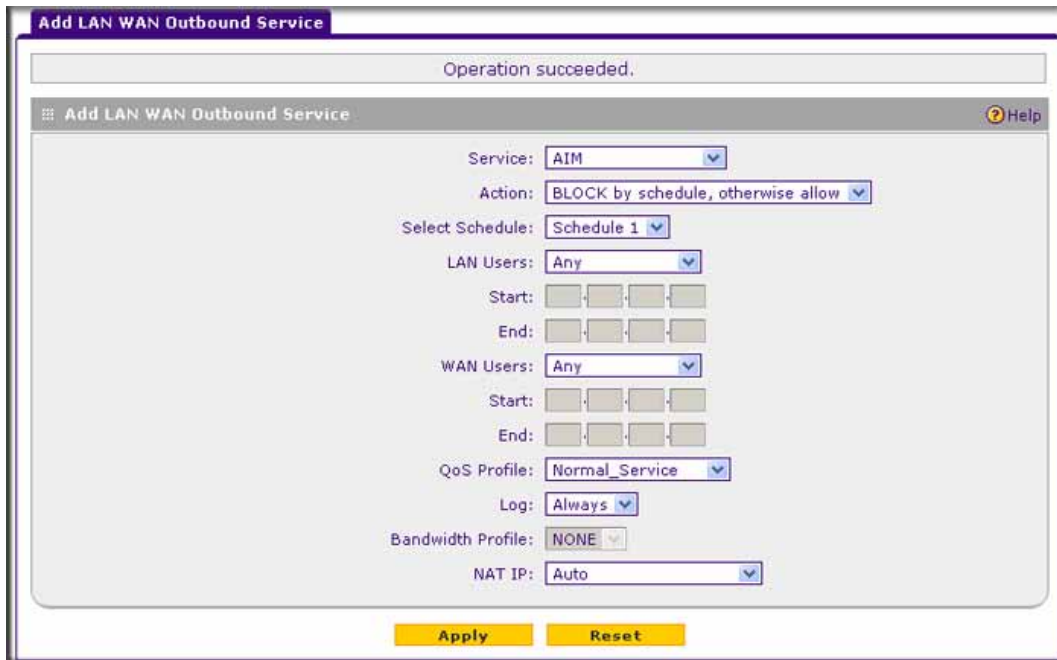 Add LAN WAN Outbound Service
Operation succeeded.
Add LAN WAN Outbound Service
? Help
Service: AIM
Action: BLOCK by schedule, otherwise allow
Select Schedule: Schedule 1
LAN Users: Any
Start:
End:
WAN Users: Any
Start:
End:
QoS Profile: Normal_Service
Log: Always
Bandwidth Profile: NONE
NAT IP: Auto
Apply Reset